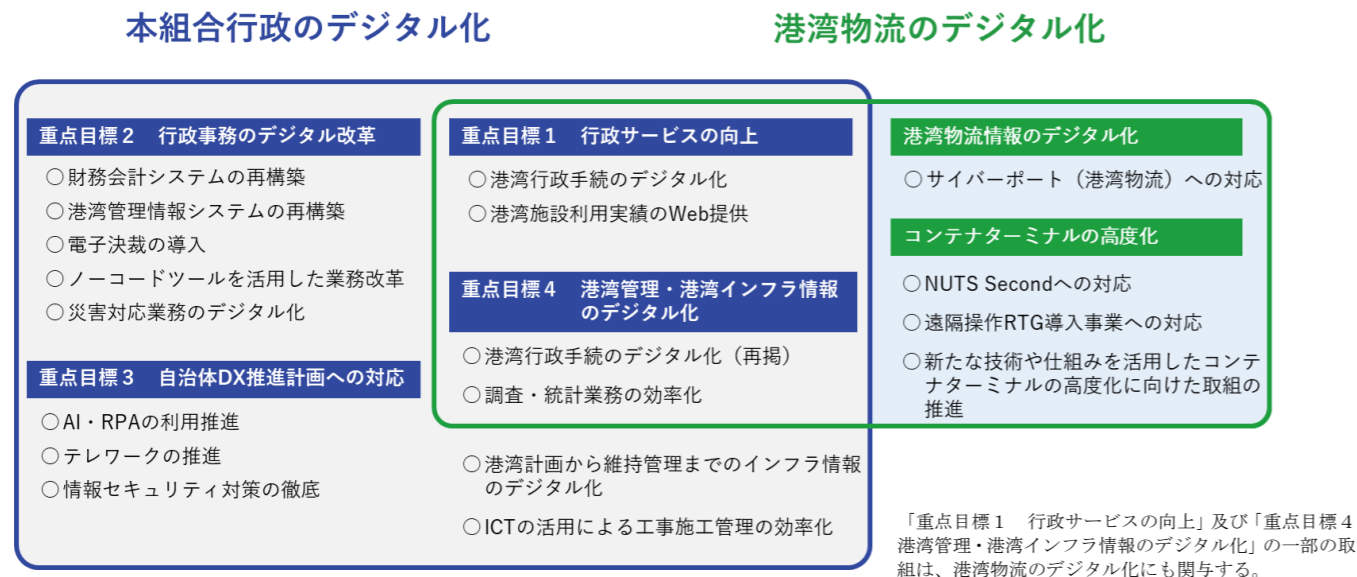 本組合行政のデジタル化
港湾物流のデジタル化
重点目標２　行政事務のデジタル改革
○財務会計システムの再構築
○港湾管理情報システムの再構築
○電子決裁の導入
○ノーコードツールを活用した業務改革
○災害対応業務のデジタル化
重点目標３　自治体DX推進計画への対応
○AI・RPAの利用推進
○テレワークの推進
○情報セキュリティ対策の徹底
重点目標１　行政サービスの向上
○港湾行政手続のデジタル化
○港湾施設利用実績のWeb提供
重点目標４　港湾管理・港湾インフラ情報
のデジタル化
○港湾行政手続のデジタル化（再掲）
○調査・統計業務の効率化
○港湾計画から維持管理までのインフラ情報
のデジタル化
○ICTの活用による工事施工管理の効率化
港湾物流情報のデジタル化
○サイバーポート（港湾物流）への対応
コンテナターミナルの高度化
○NUTS Secondへの対応
○遠隔操作RTG導入事業への対応
○新たな技術や仕組みを活用したコンテ
ナターミナルの高度化に向けた取組の
推進
「重点目標１　行政サービスの向上」及び「重点目標４
港湾管理・港湾インフラ情報のデジタル化」の一部の取
組は、港湾物流のデジタル化にも関与する。